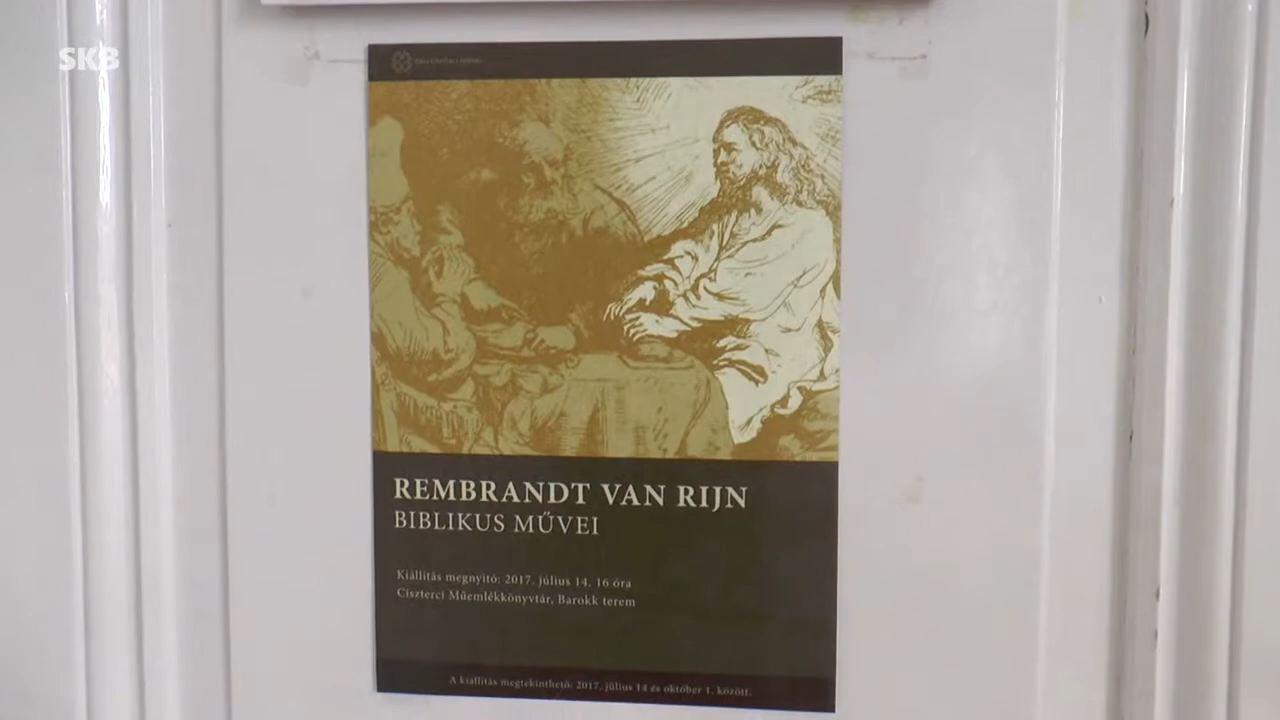 SKB
REMBRANDT VAN RIJN
BIBLIKUS MŰVEI
Kiállítás megnyitó: 2017. július 14. 16 óra
Ciszterci Műemlékkönyvtár, Barokk terem
A kiállítás megtekinthető: 2017. július 14 és október 1. között.